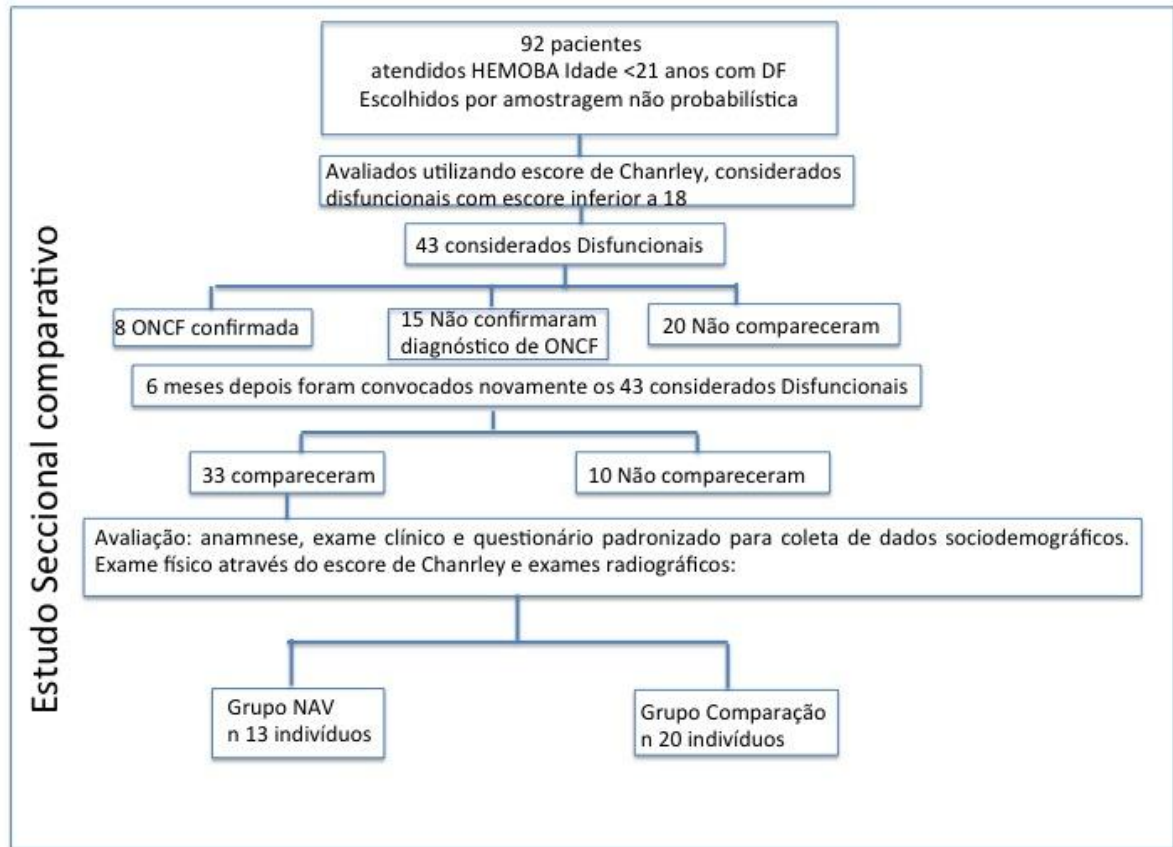 Estudo Seccional comparativo
92 pacientes
atendidos HEMOBA Idade <21 anos com DF
Escolhidos por amostragem não probabilística
Avaliados utilizando escore de Chanrley, considerados
disfuncionais com escore inferior a 18
43 considerados Disfuncionais
8 ONCF confirmada
15 Não confirmaram
diagnóstico de ONCF
20 Não compareceram
6 meses depois foram convocados novamente os 43 considerados Disfuncionais
33 compareceram
10 Não compareceram
Avaliação: anamnese, exame clínico e questionário padronizado para coleta de dados sociodemográficos.
Exame físico através do escore de Chanrley e exames radiográficos:
Grupo NAV
n 13 indivíduos
Grupo Comparação
n 20 indivíduos